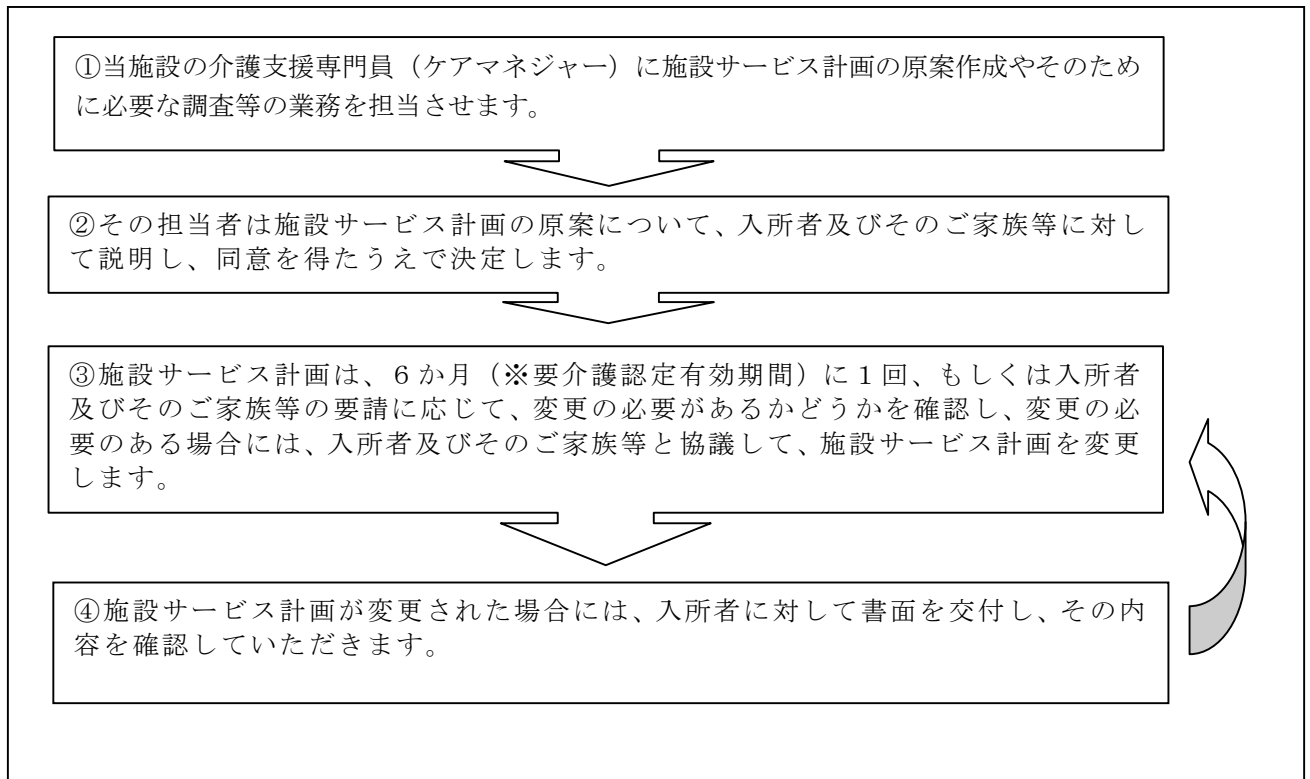 ①当施設の介護支援専門員（ケアマネジャー）に施設サービス計画の原案作成やそのため
に必要な調査等の業務を担当させます。
②その担当者は施設サービス計画の原案について、入所者及びそのご家族等に対し
て説明し、同意を得たうえで決定します。
③施設サービス計画は、６か月（※要介護認定有効期間）に１回、もしくは入所者
及びそのご家族等の要請に応じて、変更の必要があるかどうかを確認し、変更の必
要のある場合には、入所者及びそのご家族等と協議して、施設サービス計画を変更
します。
④施設サービス計画が変更された場合には、入所者に対して書面を交付し、その内
容を確認していただきます。